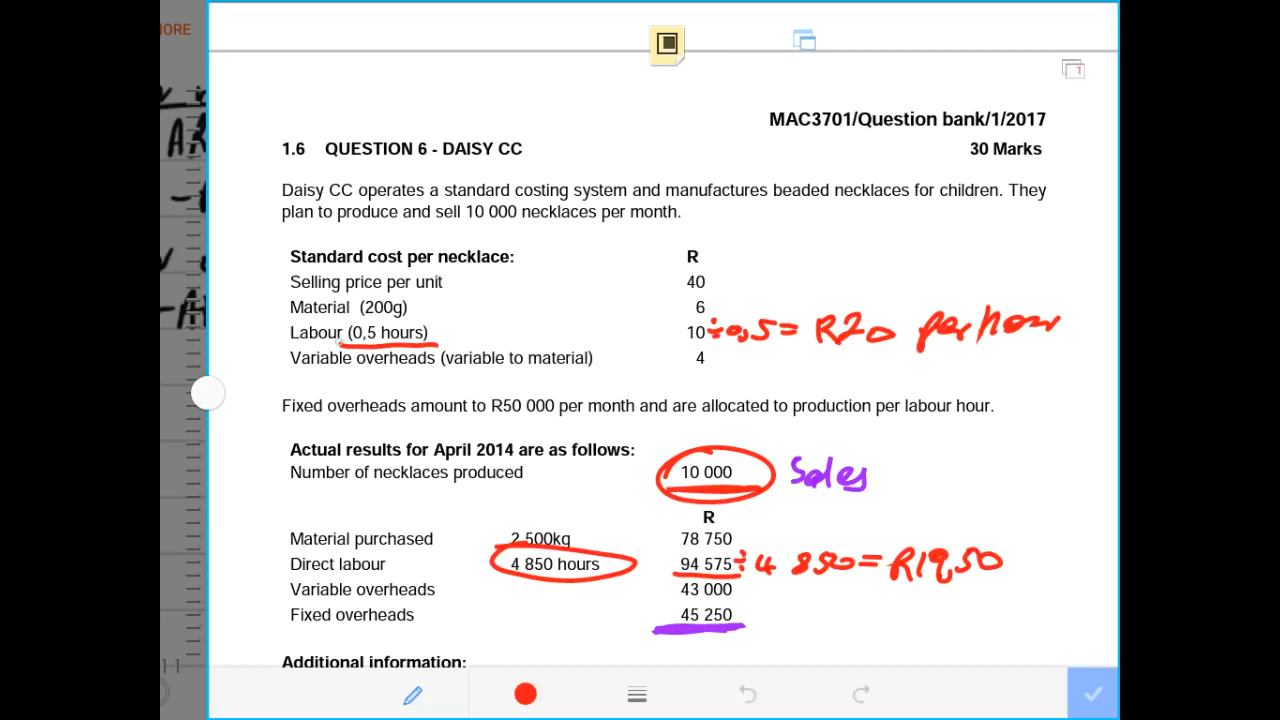 ORE
MAC3701/Question bank/1/2017
1.6 QUESTION 6 - DAISY CC 30 Marks
Daisy CC operates a standard costing system and manufactures beaded necklaces for children. They
plan to produce and sell 10 000 necklaces per month.
Standard cost per necklace: R
Selling price per unit 40
Material (200g) 6
Labour (0,5 hours) 10 ÷0,5 = R20 per hour
Variable overheads (variable to material) 4
Fixed overheads amount to R50 000 per month and are allocated to production per labour hour.
Actual results for April 2014 are as follows:
Number of necklaces produced 10 000 Sales
R
Material purchased 2 500kg 78 750
Direct labour 4 850 hours 94 575 ÷ 4 850 = R19,50
Variable overheads 43 000
Fixed overheads 45 250
Additional information:
1